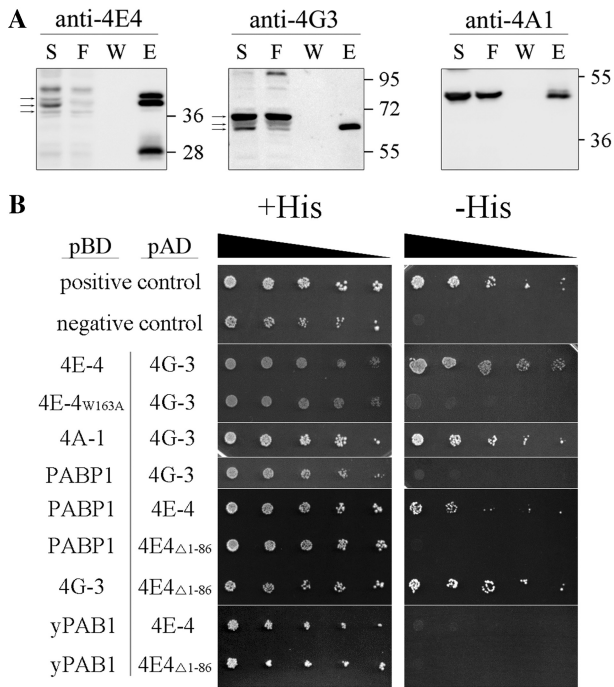 A
anti-4E4 anti-4G3 anti-4A1
S F W E S F W E S F W E
36
28
95
72
55
55
36
B
+His -His
pBD pAD
positive control
negative control
4E-4 4G-3
4E-4W163A 4G-3
4A-1 4G-3
PABP1 4G-3
PABP1 4E-4
PABP1 4E4△1-86
4G-3 4E4△1-86
yPAB1 4E-4
yPAB1 4E4△1-86